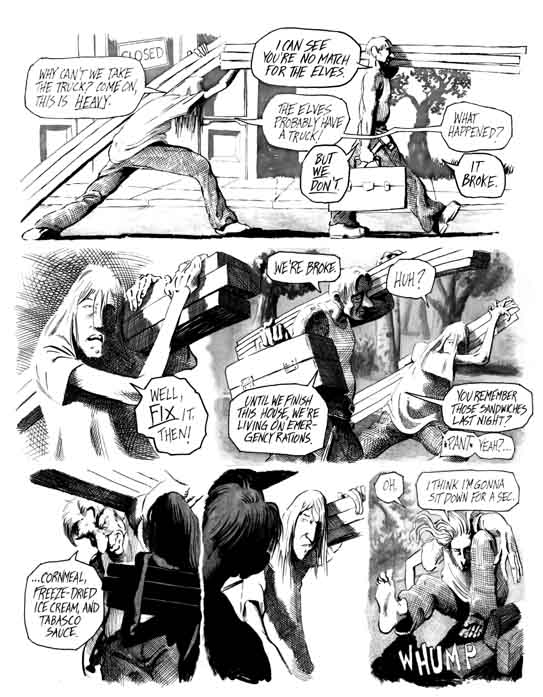 CLOSED
WHY CAN'T WE TAKE
THE TRUCK? COME ON,
THIS IS HEAVY.
I CAN SEE
YOU'RE NO MATCH
FOR THE ELVES.
THE ELVES
PROBABLY HAVE
A TRUCK!
BUT
WE
DON'T.
WHAT
HAPPENED?
IT
BROKE.
WELL,
FIX IT,
THEN!
WE'RE BROKE.
HUH?
UNTIL WE FINISH
THIS HOUSE, WE'RE
LIVING ON EMER-
GENCY RATIONS.
YOU REMEMBER
THOSE SANDWICHES
LAST NIGHT?
*PANT* YEAH?...
...CORNMEAL,
FREEZE-DRIED
ICE CREAM, AND
TABASCO
SAUCE.
OH.
I THINK I'M GONNA
SIT DOWN FOR A SEC.
WHUMP